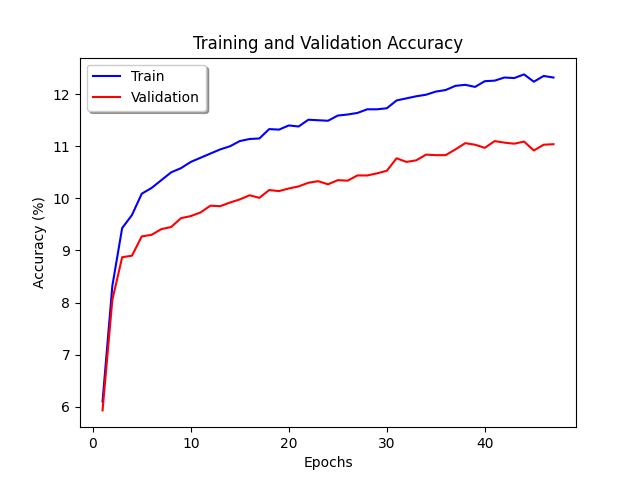 Training and Validation Accuracy
Train
Validation
12
11
10
9
8
7
6
Accuracy (%)
0 10 20 30 40
Epochs